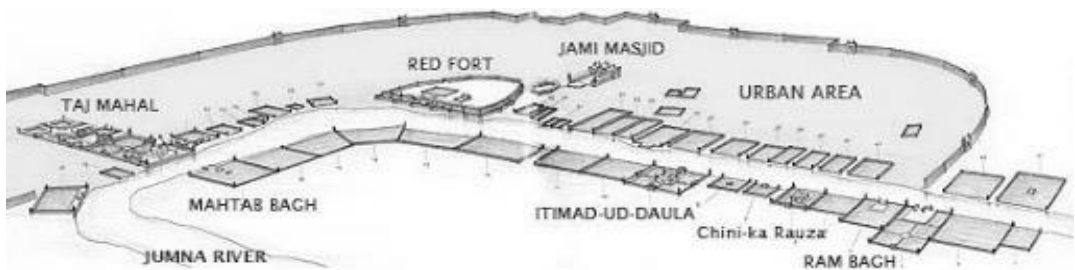 JAMI MASJID
RED FORT
URBAN AREA
TAJ MAHAL
MAHTAB BAGH
ITIMAD-UD-DAULA
Chini-ka Rauza
JUMNA RIVER
RAM BAGH